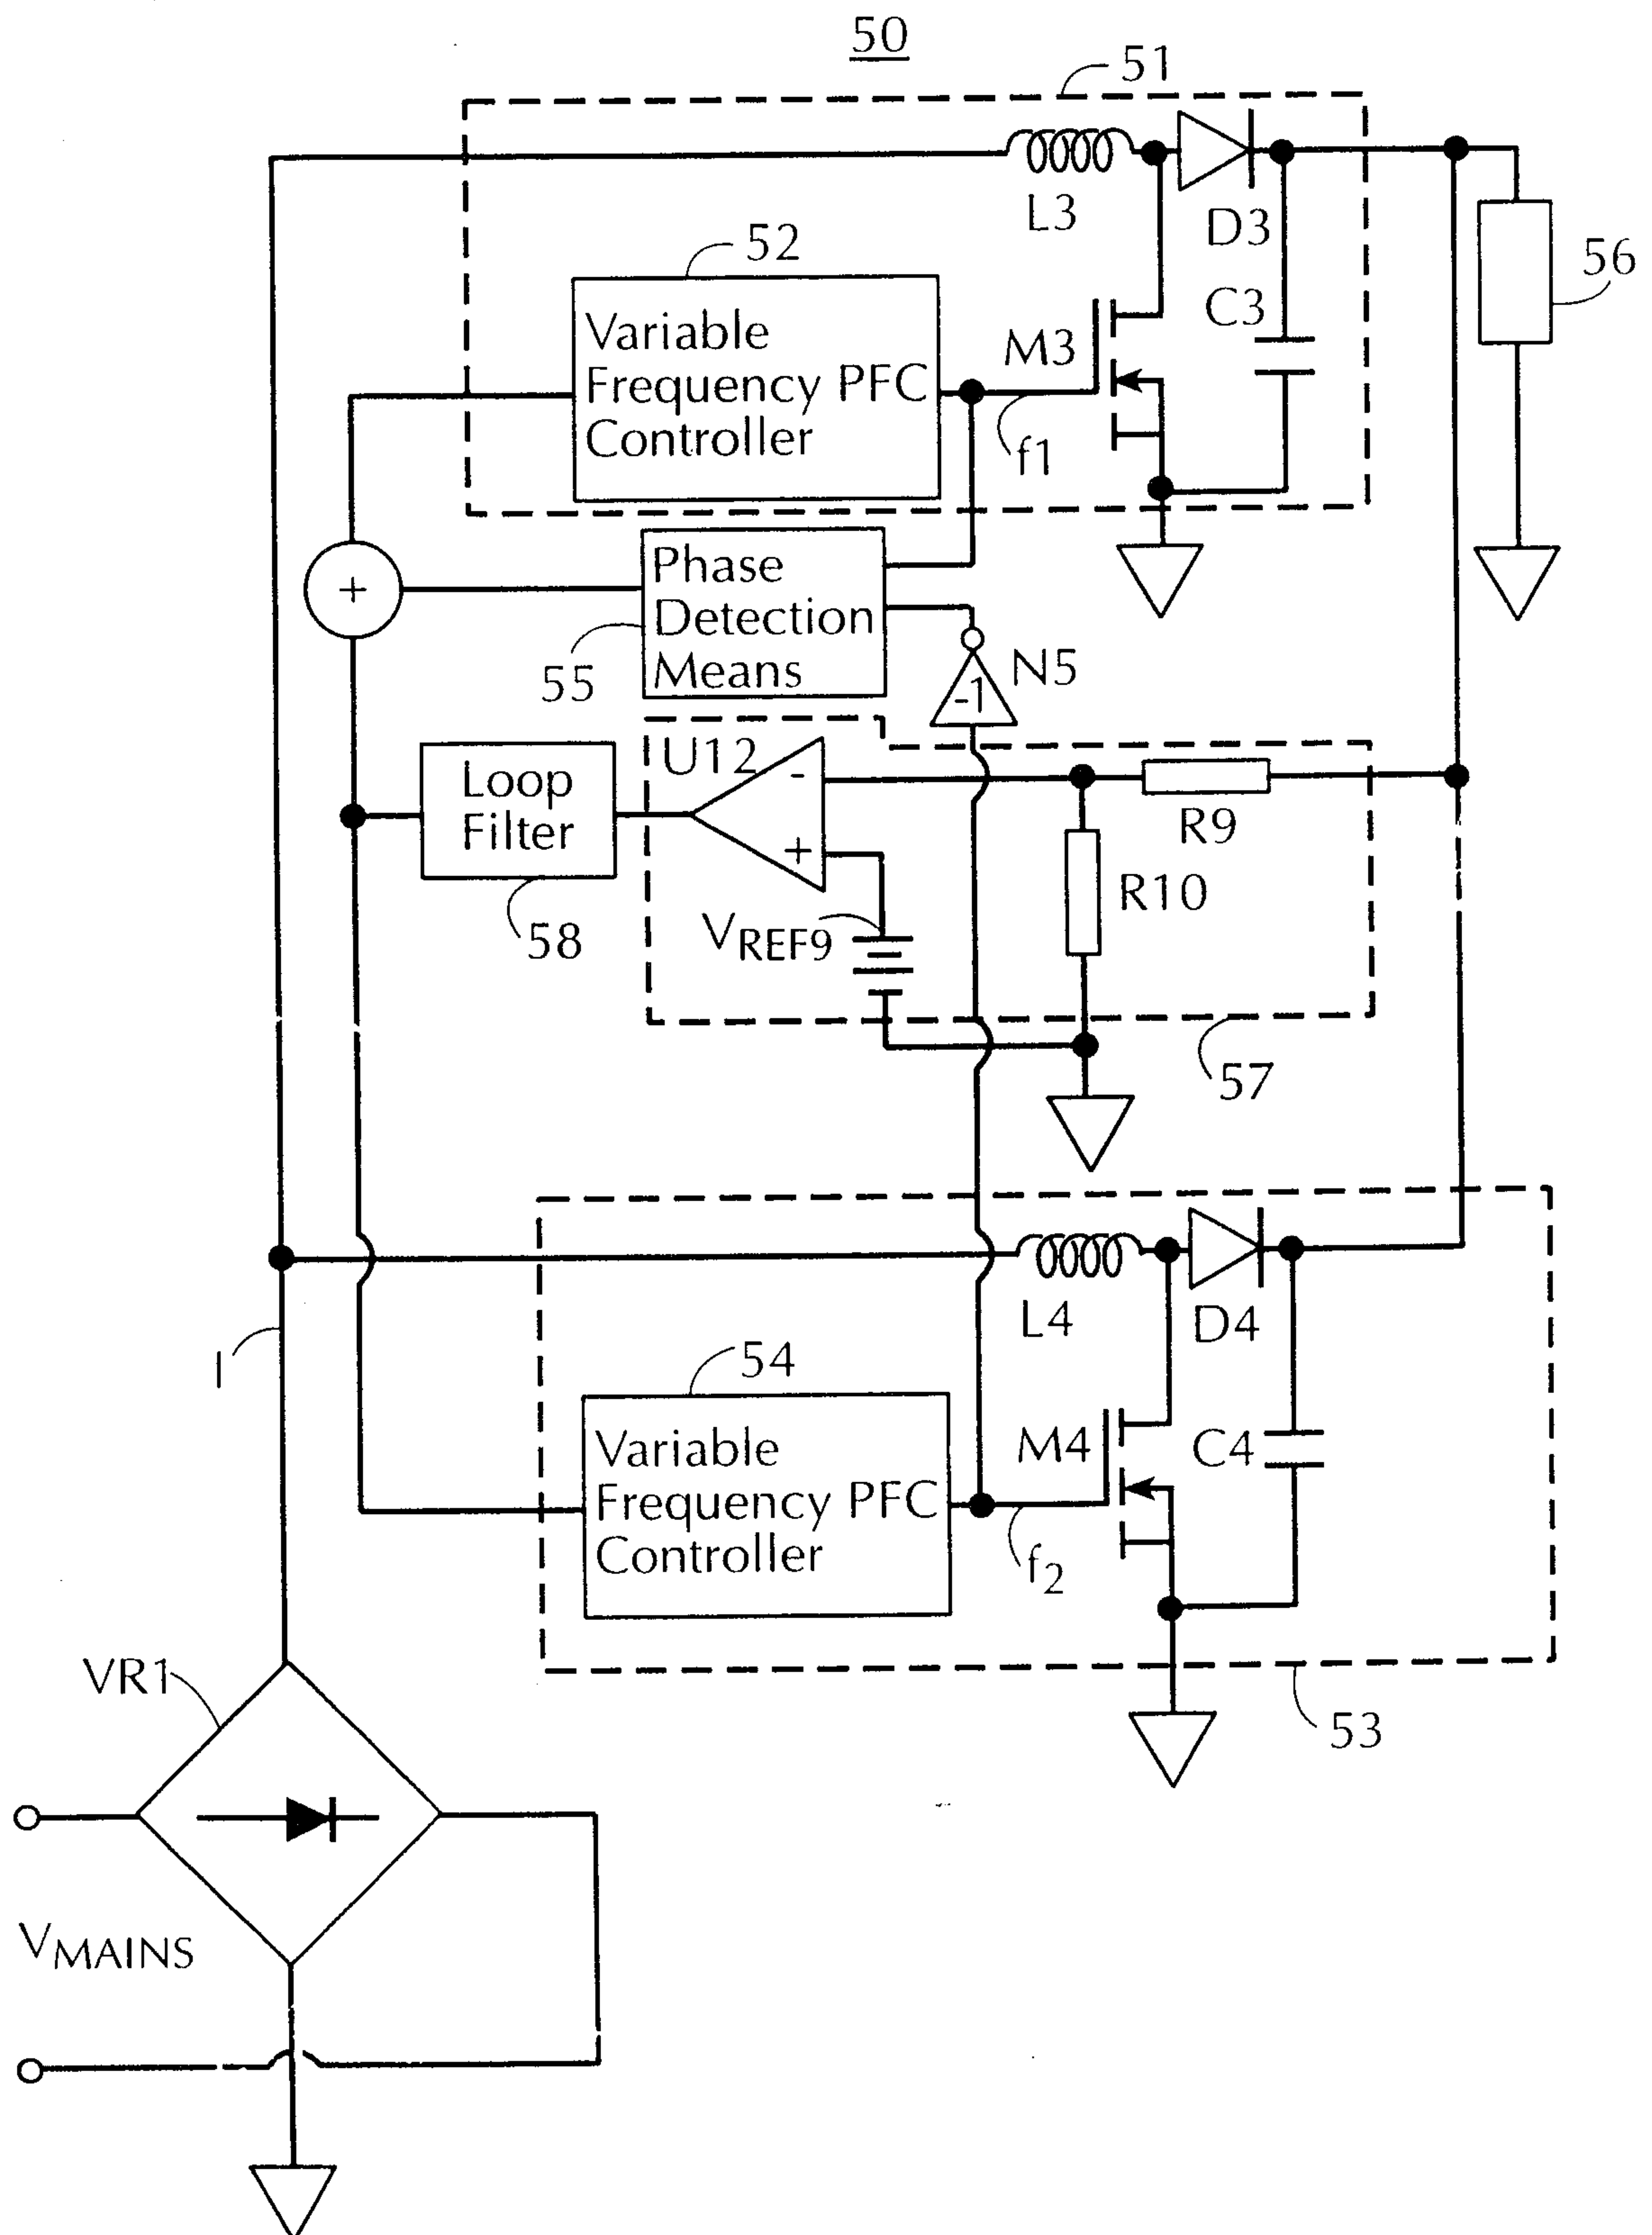 50
51
L3
D3
52
Variable
Frequency PFC
Controller
M3
C3
56
f1
+
Phase
Detection
Means
55
N5
-1
U12
-
+
Loop
Filter
58
R9
R10
VREF9
57
L4
D4
I
54
Variable
Frequency PFC
Controller
M4
C4
f2
53
VR1
VMAINS